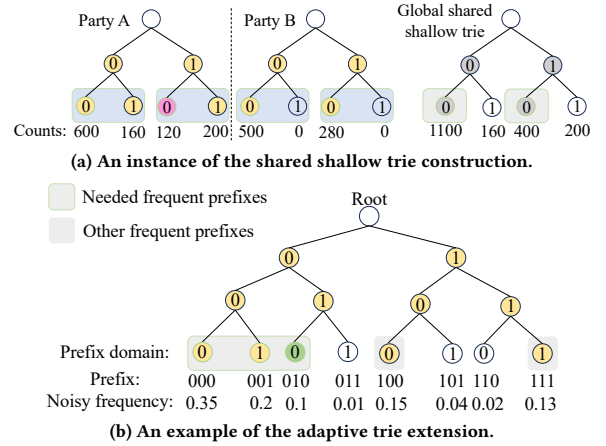 Party A
Party B
Global shared
shallow trie
0 1 0 1 0 1
0 1 0 1 0 1 0 1 0 1 0 1
Counts: 600 160 120 200 500 0 280 0 1100 160 400 200
(a) An instance of the shared shallow trie construction.
Needed frequent prefixes
Other frequent prefixes
Root
0 1
0 1 0 1
Prefix domain: 0 1 0 1 0 1 0 1
Prefix: 000 001 010 011 100 101 110 111
Noisy frequency: 0.35 0.2 0.1 0.01 0.15 0.04 0.02 0.13
(b) An example of the adaptive trie extension.